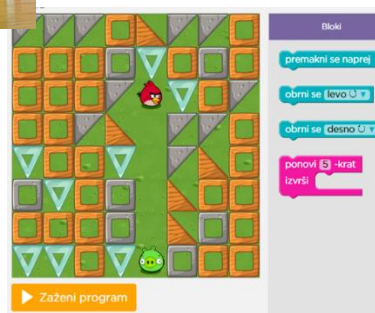 Bloki
premakni se naprej
obrni se levo ↺ ▼
obrni se desno ↻ ▼
ponovi 5 -krat
izvrši
Zaženi program